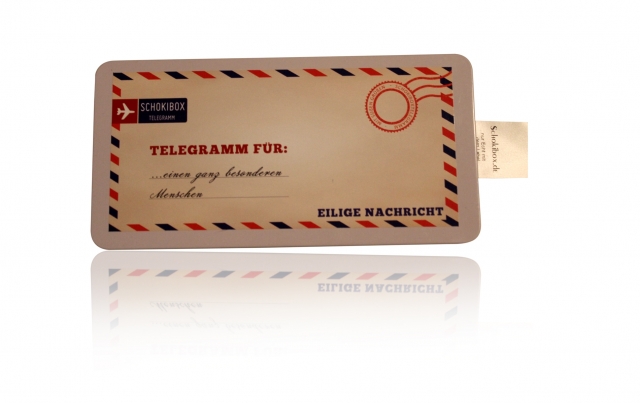 SCHOKIBOX
TELEGRAMM
TELEGRAMM FÜR:
...einen ganz besonderen
Menschen
EILIGE NACHRICHT
Schokibox.ch